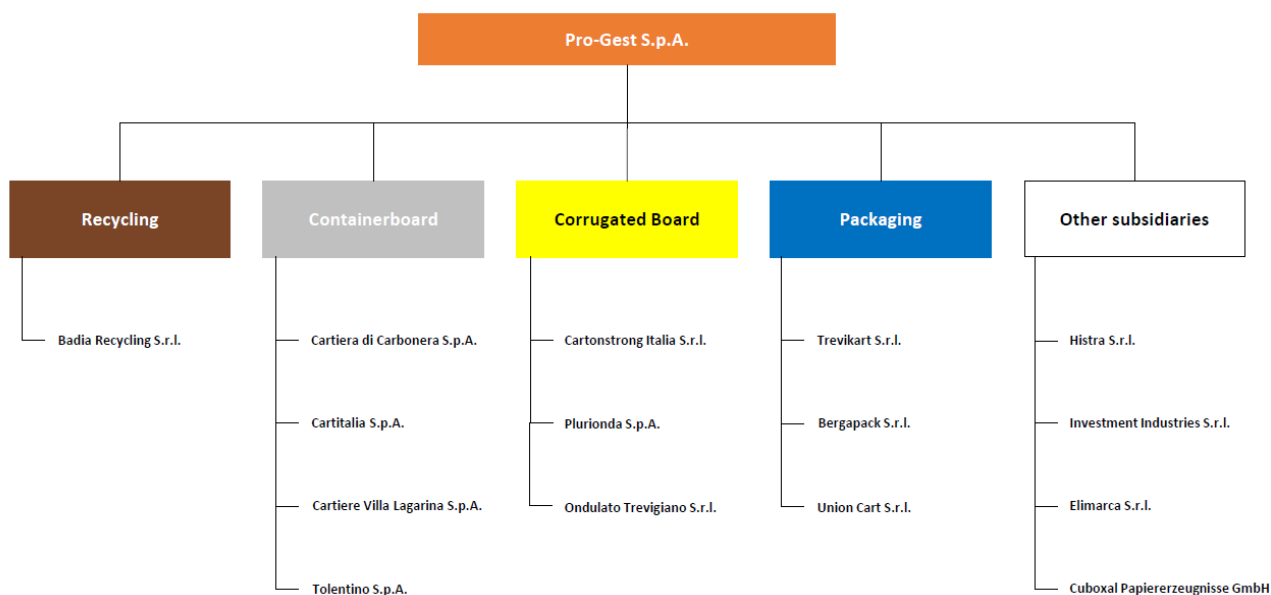 Pro-Gest S.p.A.
Recycling
Containerboard
Corrugated Board
Packaging
Other subsidiaries
Badia Recycling S.r.l.
Cartiera di Carbonera S.p.A.
Cartitalia S.p.A.
Cartiere Villa Lagarina S.p.A.
Tolentino S.p.A.
Cartonstrong Italia S.r.l.
Plurionda S.p.A.
Ondulato Trevigiano S.r.l.
Trevikart S.r.l.
Bergapack S.r.l.
Union Cart S.r.l.
Histra S.r.l.
Investment Industries S.r.l.
Elimarca S.r.l.
Cuboxal Papiererzeugnisse GmbH